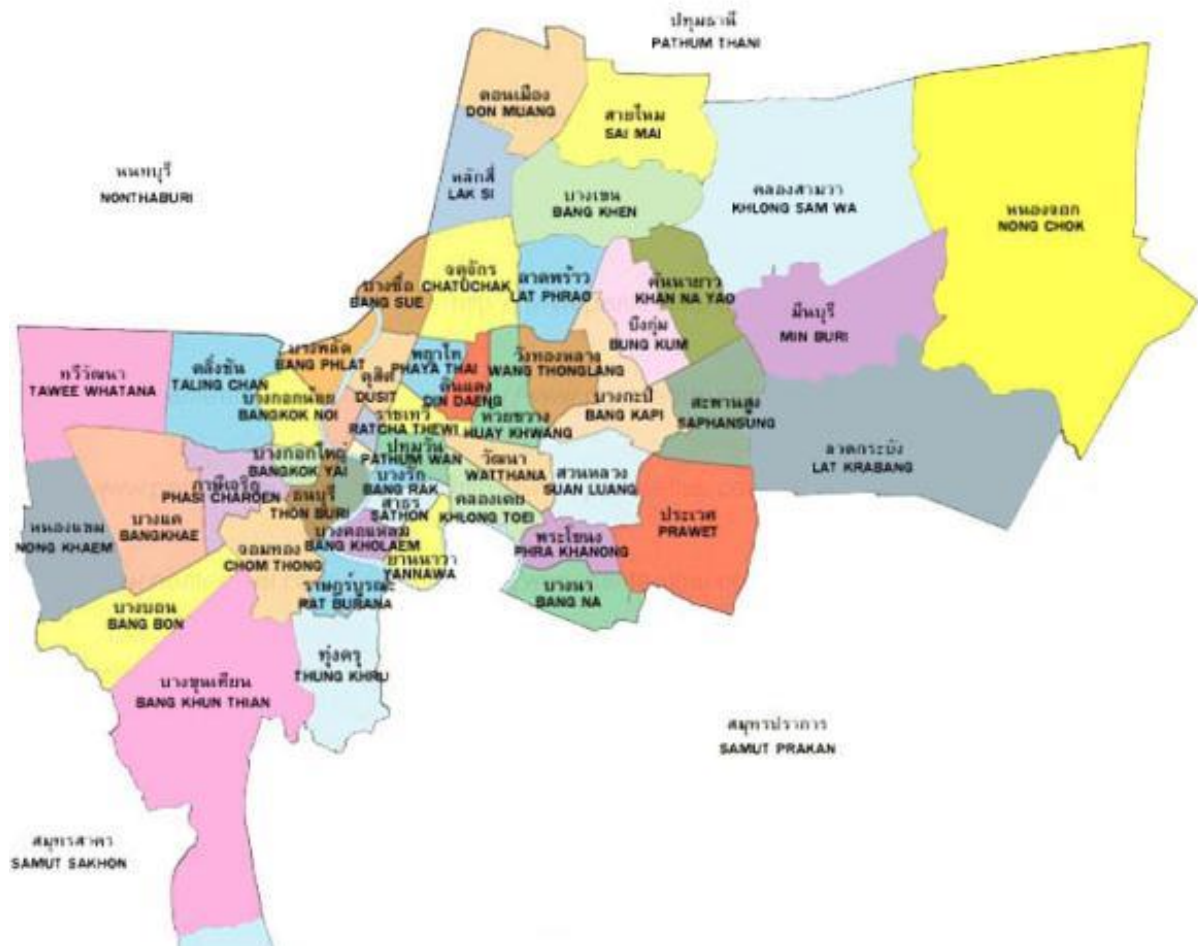 ปทุมธานี
PATHUM THANI
ดอนเมือง
DON MUANG
สายไหม
SAI MAI
นนทบุรี
NONTHABURI
หลักสี่
LAK SI
บางเขน
BANG KHEN
คลองสามวา
KHLONG SAM WA
หนองจอก
NONG CHOK
บางซื่อ
BANG SUE
จตุจักร
CHATUCHAK
ลาดพร้าว
LAT PHRAO
คันนายาว
KHAN NA YAO
บึงกุ่ม
BUNG KUM
มีนบุรี
MIN BURI
ทวีวัฒนา
TAWEE WHATANA
ตลิ่งชัน
TALING CHAN
บางพลัด
BANG PHLAT
ดุสิต
DUSIT
พญาไท
PHAYA THAI
ดินแดง
DIN DAENG
วังทองหลาง
WANG THONGLANG
บางกะปิ
BANG KAPI
สะพานสูง
SAPHANSUNG
ลาดกระบัง
LAT KRABANG
บางกอกน้อย
BANGKOK NOI
ราชเทวี
RATCHA THEWI
ห้วยขวาง
HUAY KHWANG
บางกอกใหญ่
BANGKOK YAI
ปทุมวัน
PATHUM WAN
วัฒนา
WATTHANA
สวนหลวง
SUAN LUANG
ภาษีเจริญ
PHASI CHAROEN
ธนบุรี
THON BURI
บางรัก
BANG RAK
สาธร
SATHON
คลองเตย
KHLONG TOEI
ประเวศ
PRAWET
หนองแขม
NONG KHAEM
บางแค
BANGKHAE
จอมทอง
CHOM THONG
บางคอแหลม
BANG KHOLAEM
ยานนาวา
YANNAWA
พระโขนง
PHRA KHANONG
บางนา
BANG NA
บางบอน
BANG BON
ราษฎร์บูรณะ
RAT BURANA
ทุ่งครุ
THUNG KHRU
บางขุนเทียน
BANG KHUN THIAN
สมุทรปราการ
SAMUT PRAKAN
สมุทรสาคร
SAMUT SAKHON